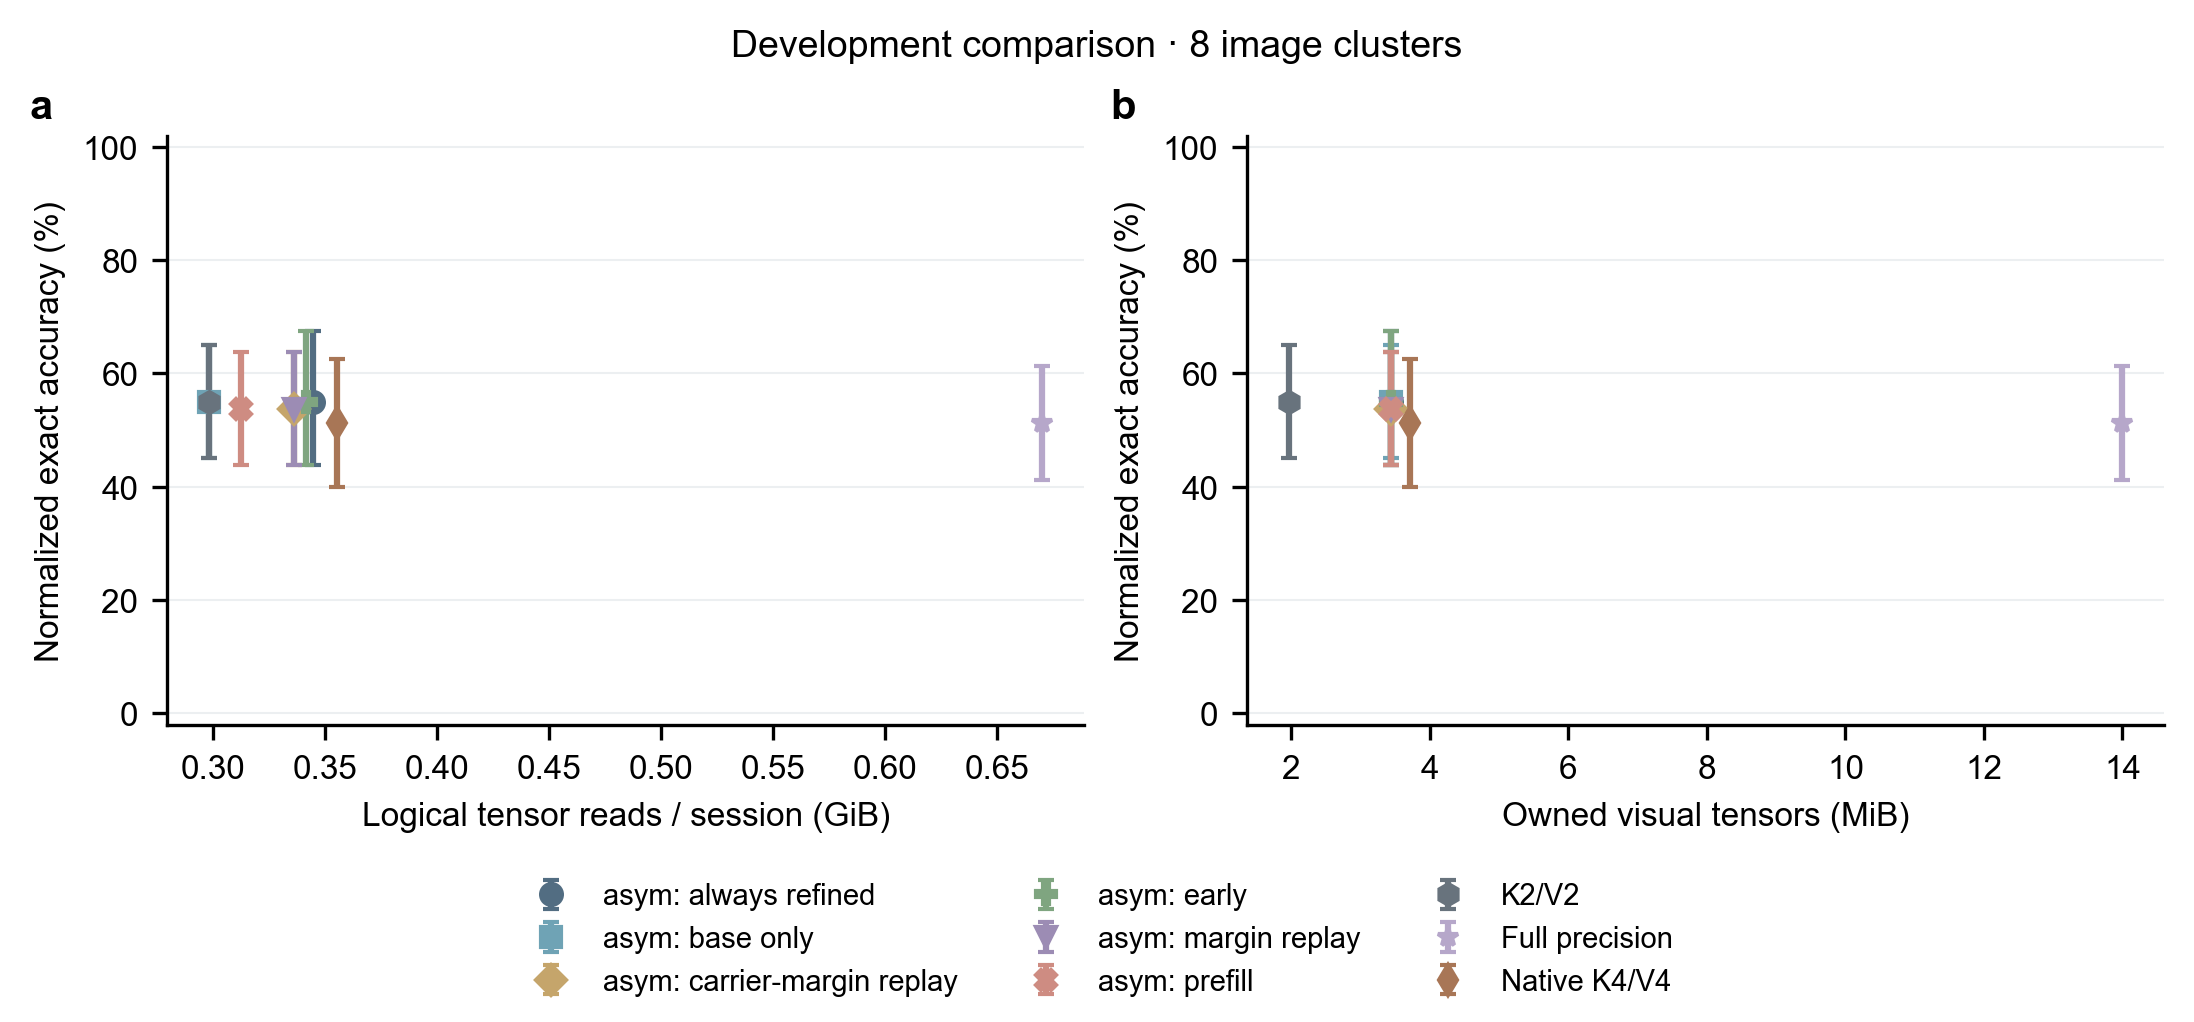 Development comparison · 8 image clusters
a
100
80
60
40
20
0
Normalized exact accuracy (%)
0.30 0.35 0.40 0.45 0.50 0.55 0.60 0.65
Logical tensor reads / session (GiB)
b
100
80
60
40
20
0
Normalized exact accuracy (%)
2 4 6 8 10 12 14
Owned visual tensors (MiB)
asym: always refined
asym: base only
asym: carrier-margin replay
asym: early
asym: margin replay
asym: prefill
K2/V2
Full precision
Native K4/V4